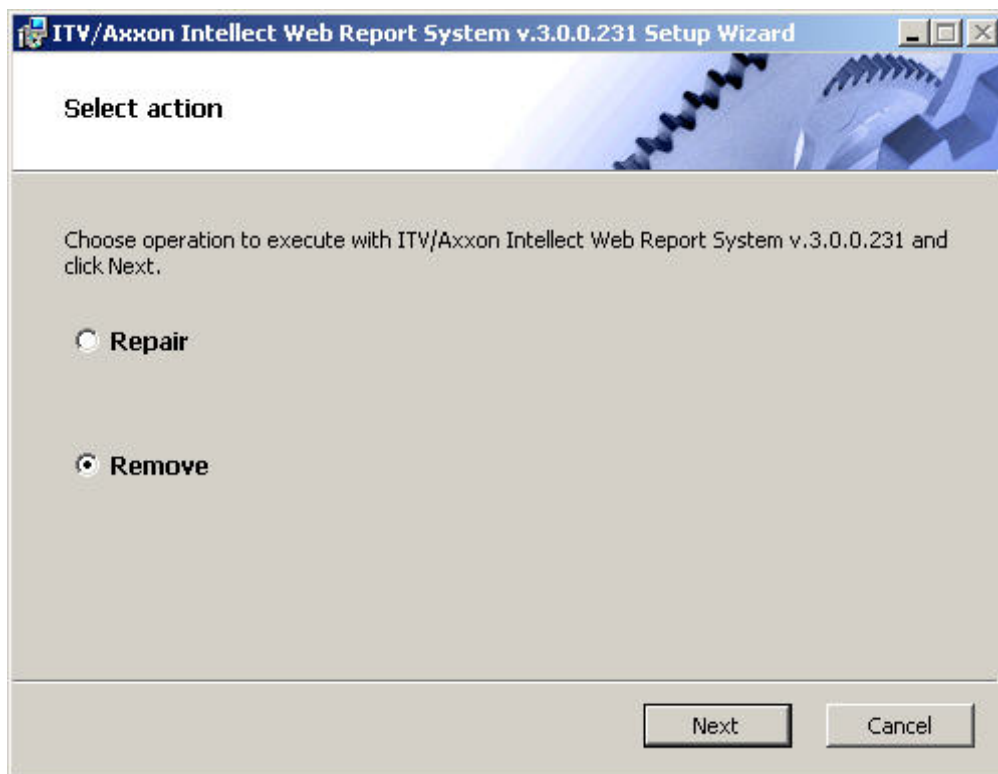 ITV/Axxon Intellect Web Report System v.3.0.0.231 Setup Wizard
Select action
Choose operation to execute with ITV/Axxon Intellect Web Report System v.3.0.0.231 and
click Next.
Repair
Remove
Next
Cancel